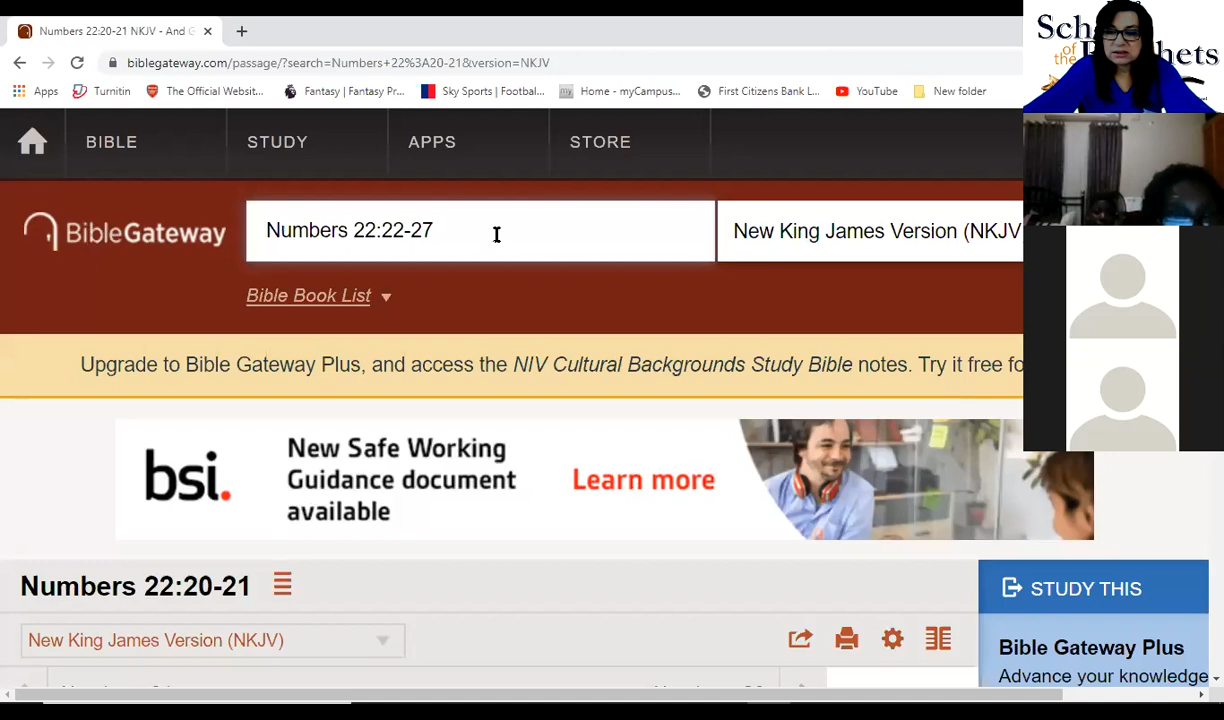 Numbers 22:20-21 NKJV - And G
biblegateway.com/passage/?search=Numbers+22%3A20-21&version=NKJV
Apps Turnitin The Official Website... Fantasy | Fantasy Pr... Sky Sports | Footbal... Home - myCampus... First Citizens Bank L... YouTube New folder
of the
BIBLE STUDY APPS STORE
BibleGateway Numbers 22:22-27 New King James Version (NKJV)
Bible Book List
Upgrade to Bible Gateway Plus, and access the NIV Cultural Backgrounds Study Bible notes. Try it free fo
bsi.
New Safe Working
Guidance document
available
Learn more
Numbers 22:20-21
STUDY THIS
New King James Version (NKJV)
Bible Gateway Plus
Advance your knowledge